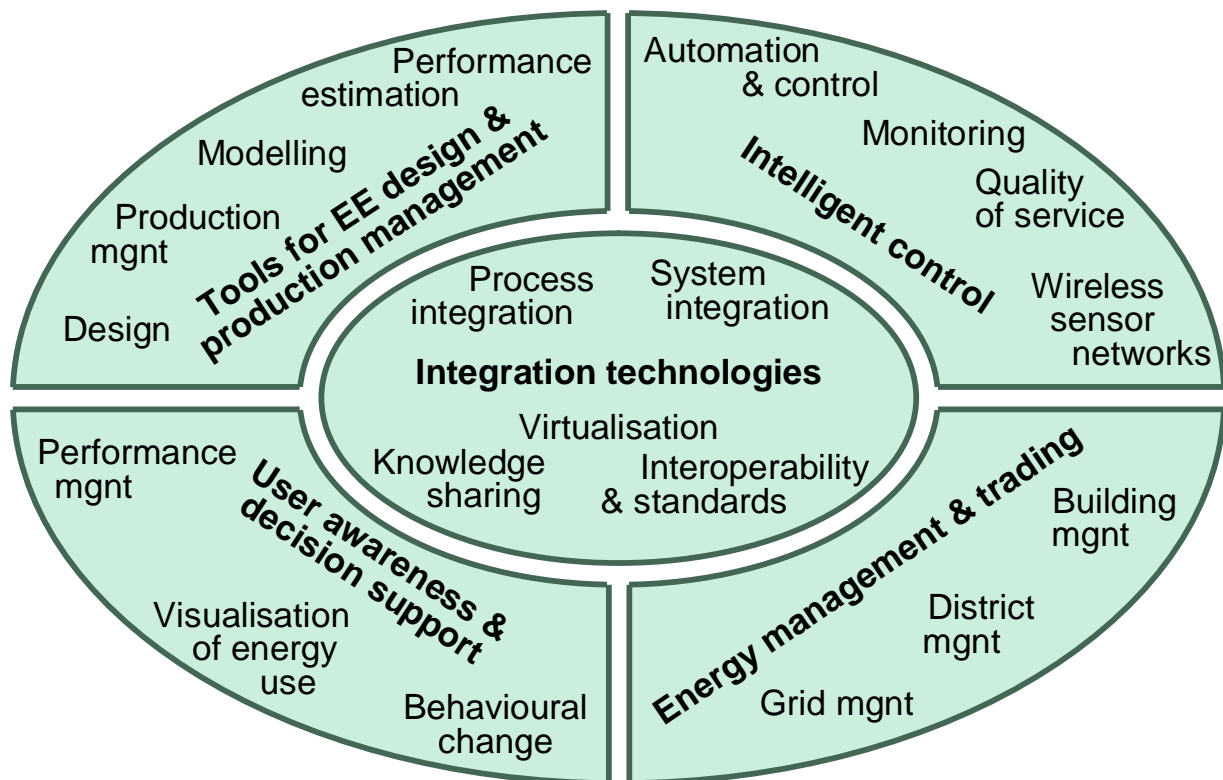 Performance
estimation
Modelling
Production
mgnt
Design
Tools for EE design &
production management
Automation
& control
Monitoring
Quality
of service
Wireless
sensor
networks
Intelligent control
Process
integration
System
integration
Integration technologies
Virtualisation
Knowledge
sharing
Interoperability
& standards
Performance
mgnt
User awareness &
decision support
Visualisation
of energy
use
Behavioural
change
Energy management & trading
Building
mgnt
District
mgnt
Grid mgnt